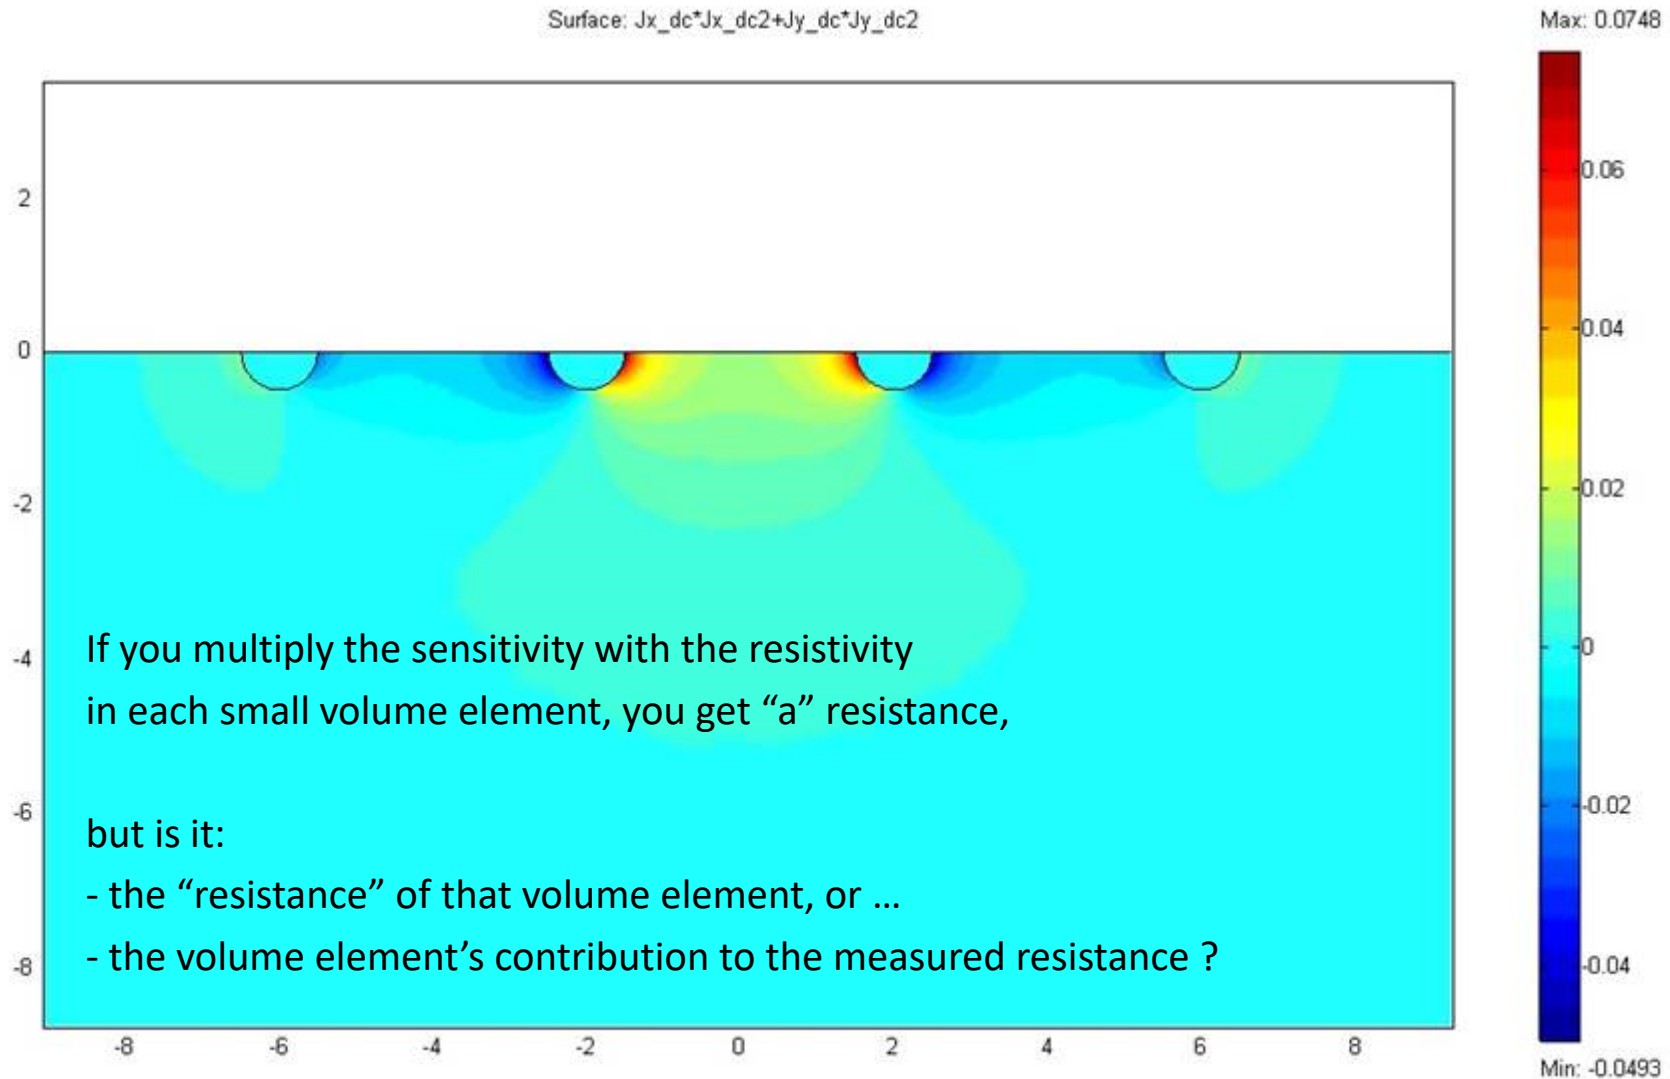 Surface: Jx_dc*Jx_dc2+Jy_dc*Jy_dc2
Max: 0.0748
2
0
-2
-4
-6
-8
If you multiply the sensitivity with the resistivity
in each small volume element, you get “a” resistance,
but is it:
- the “resistance” of that volume element, or …
- the volume element’s contribution to the measured resistance ?
-8 -6 -4 -2 0 2 4 6 8
0.06
0.04
0.02
0
-0.02
-0.04
Min: -0.0493